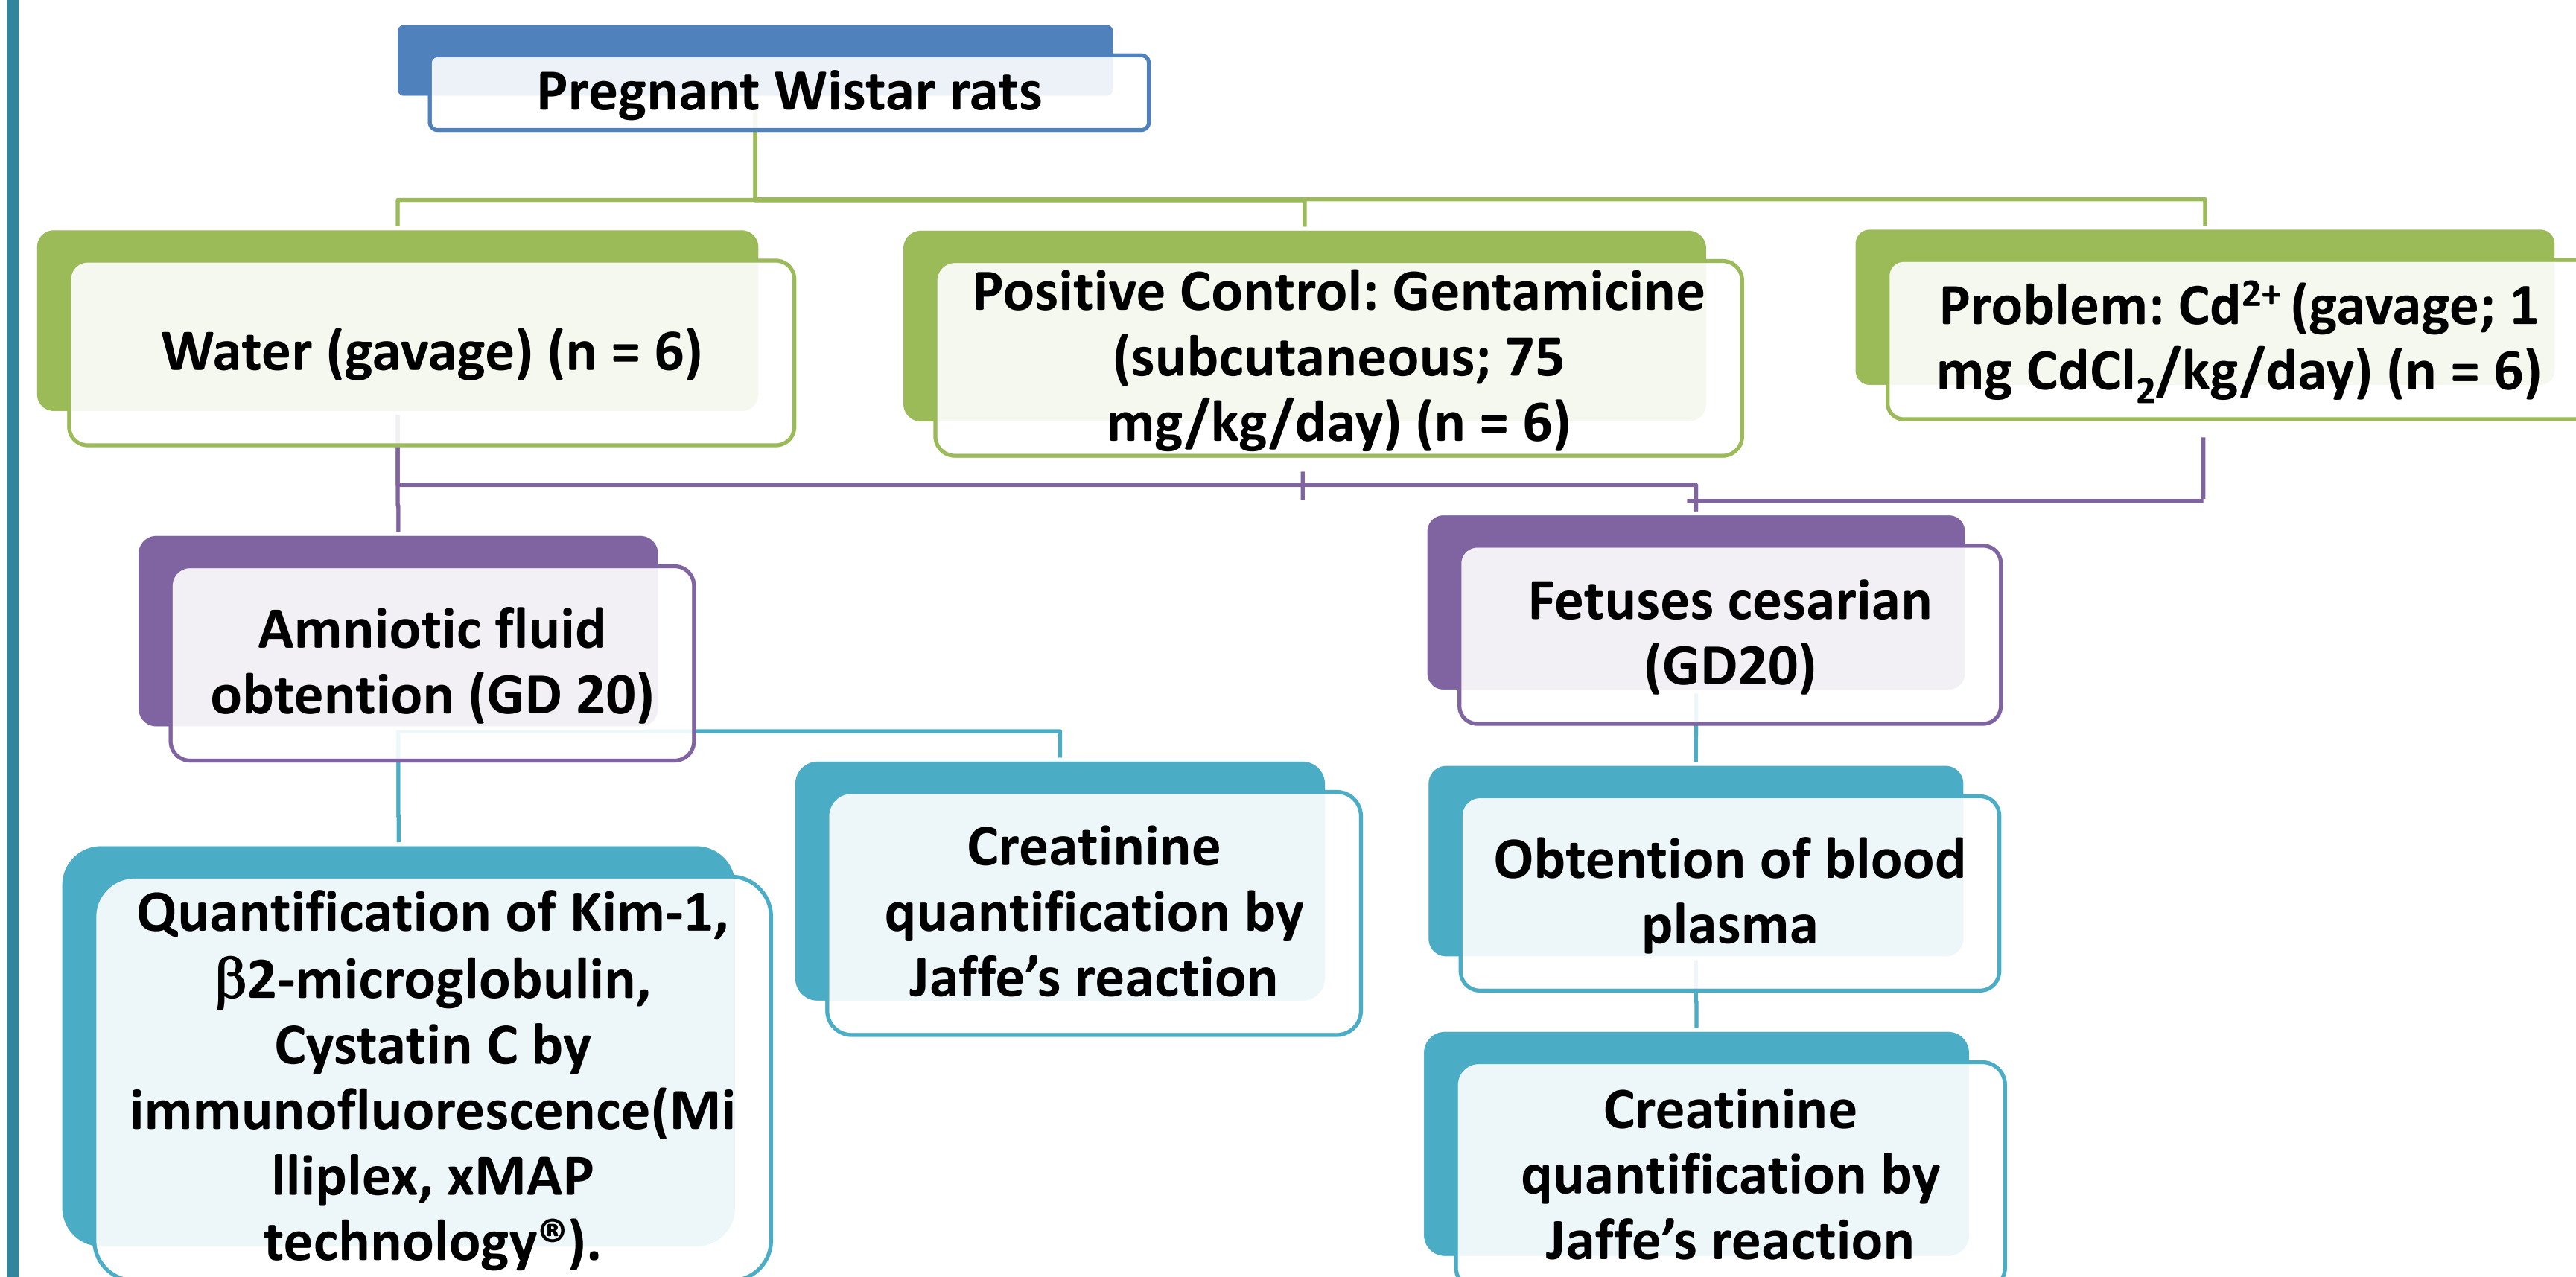 Pregnant Wistar rats
Water (gavage) (n = 6)
Positive Control: Gentamicine
(subcutaneous; 75
mg/kg/day) (n = 6)
Problem: Cd²⁺ (gavage; 1
mg CdCl₂/kg/day) (n = 6)
Amniotic fluid
obtention (GD 20)
Fetuses cesarian
(GD20)
Quantification of Kim-1,
β2-microglobulin,
Cystatin C by
immunofluorescence(Mi
lliplex, xMAP
technology®).
Creatinine
quantification by
Jaffe’s reaction
Obtention of blood
plasma
Creatinine
quantification by
Jaffe’s reaction